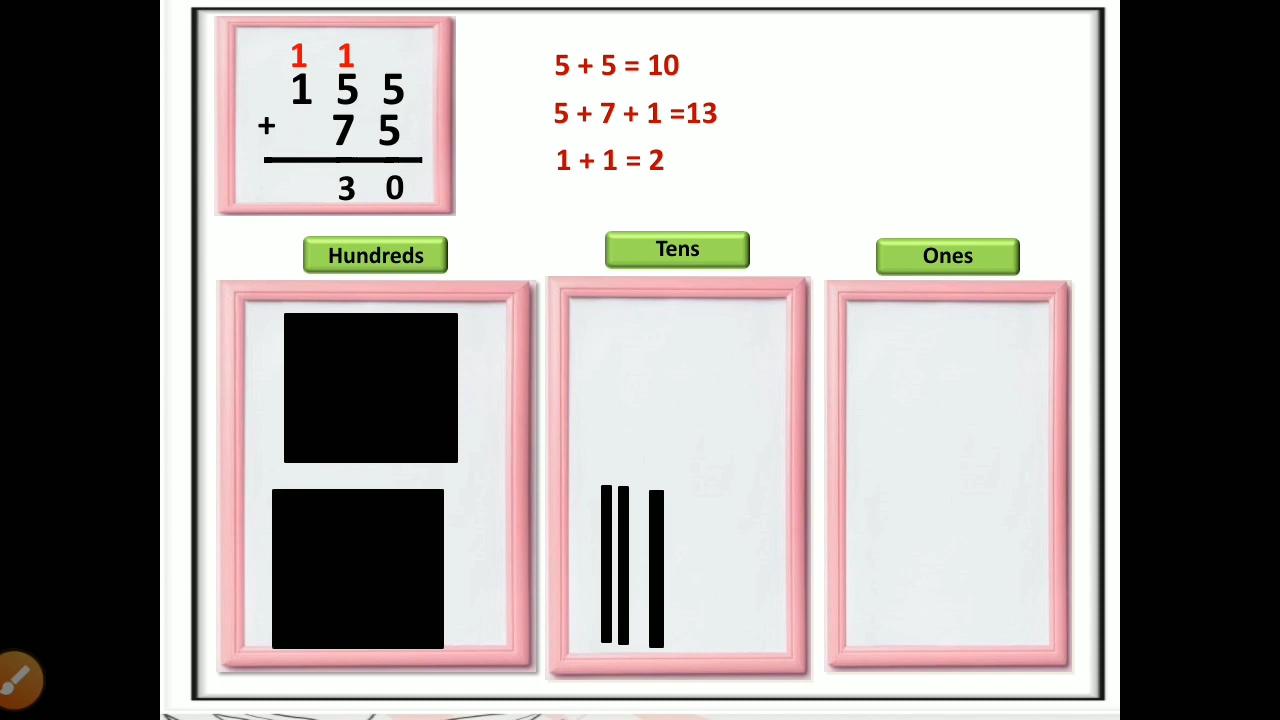 1 1
1 5 5
+ 7 5
3 0
5 + 5 = 10
5 + 7 + 1 =13
1 + 1 = 2
Hundreds
Tens
Ones